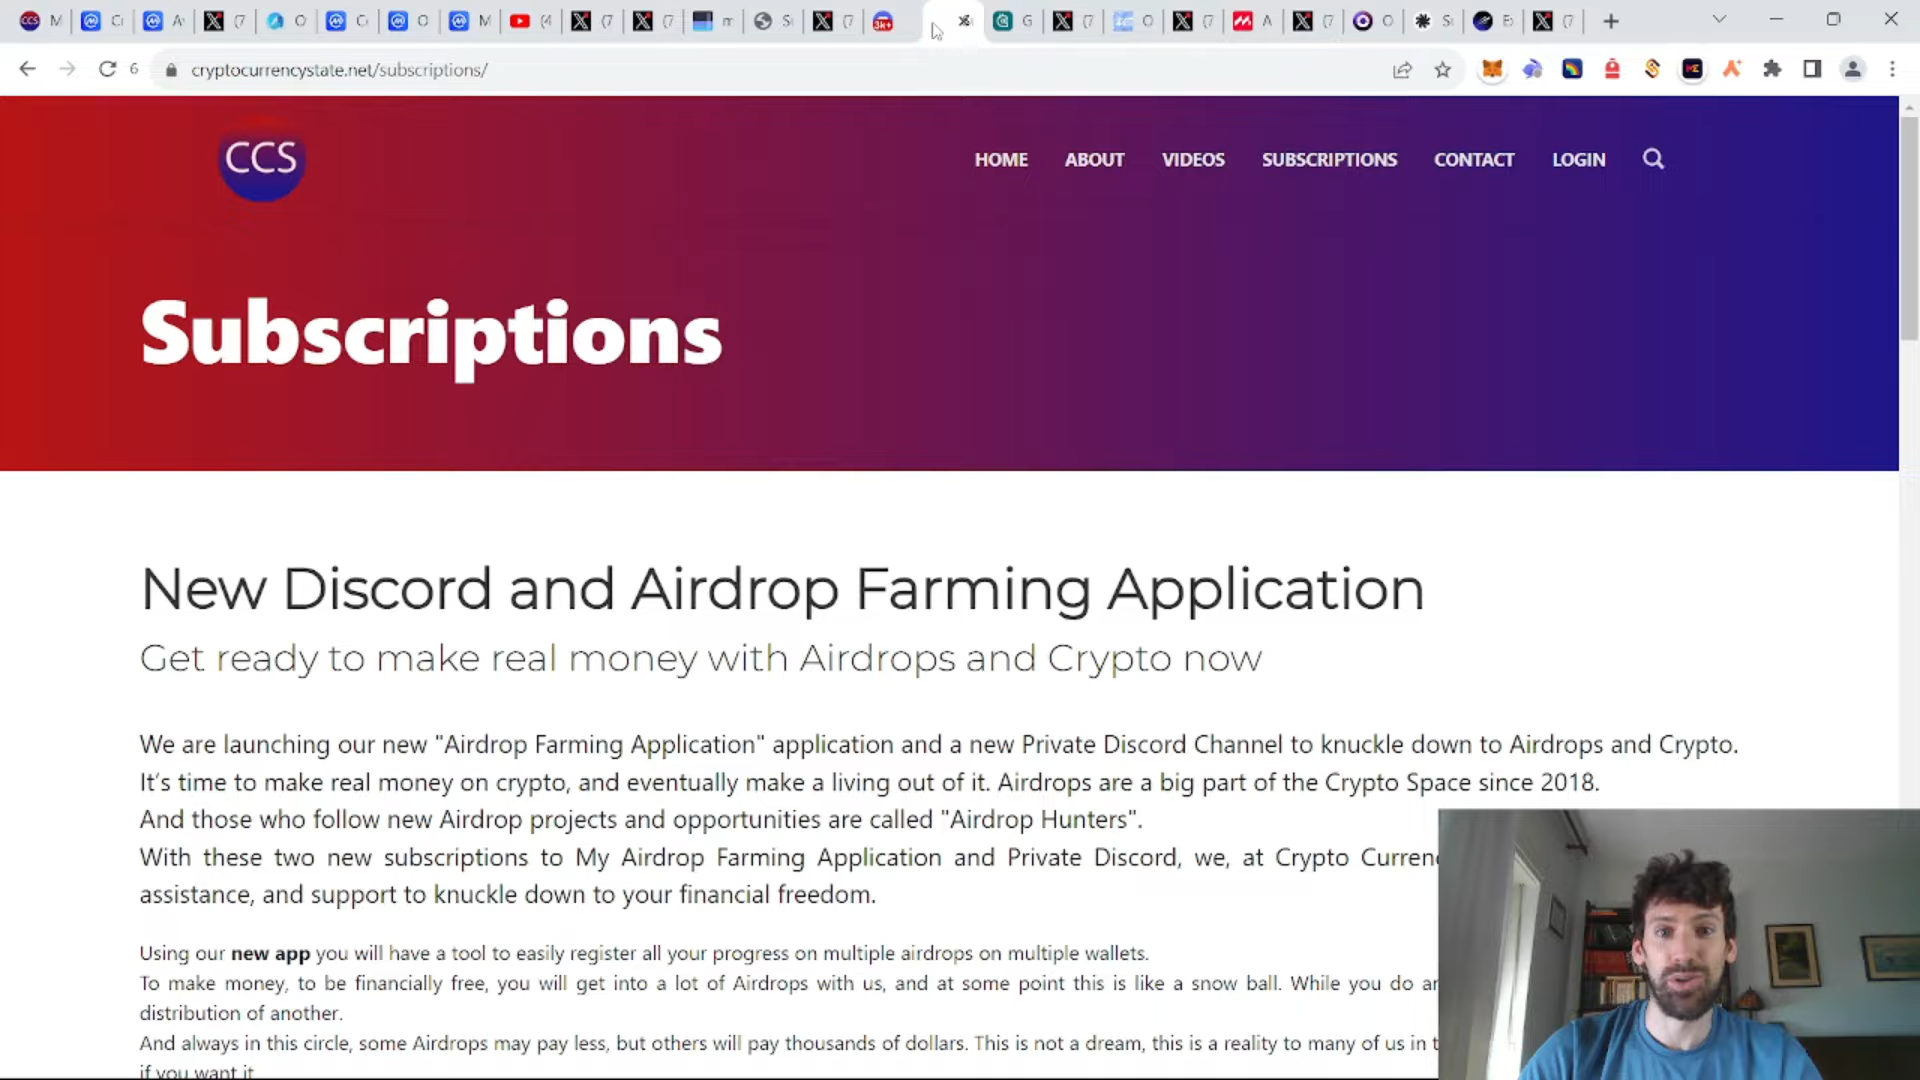 6
cryptocurrencystate.net/subscriptions/
CCS
HOME ABOUT VIDEOS SUBSCRIPTIONS CONTACT LOGIN
Subscriptions
New Discord and Airdrop Farming Application
Get ready to make real money with Airdrops and Crypto now
We are launching our new "Airdrop Farming Application" application and a new Private Discord Channel to knuckle down to Airdrops and Crypto.
It's time to make real money on crypto, and eventually make a living out of it. Airdrops are a big part of the Crypto Space since 2018.
And those who follow new Airdrop projects and opportunities are called "Airdrop Hunters".
With these two new subscriptions to My Airdrop Farming Application and Private Discord, we, at Crypto
assistance, and support to knuckle down to your financial freedom.
Using our new app you will have a tool to easily register all your progress on multiple airdrops on multiple wallets.
To make money, to be financially free, you will get into a lot of Airdrops with us, and at some point this is like a snow ball. While you do
distribution of another.
And always in this circle, some Airdrops may pay less, but others will pay thousands of dollars. This is not a dream, this is a reality to many of us in
if you want it